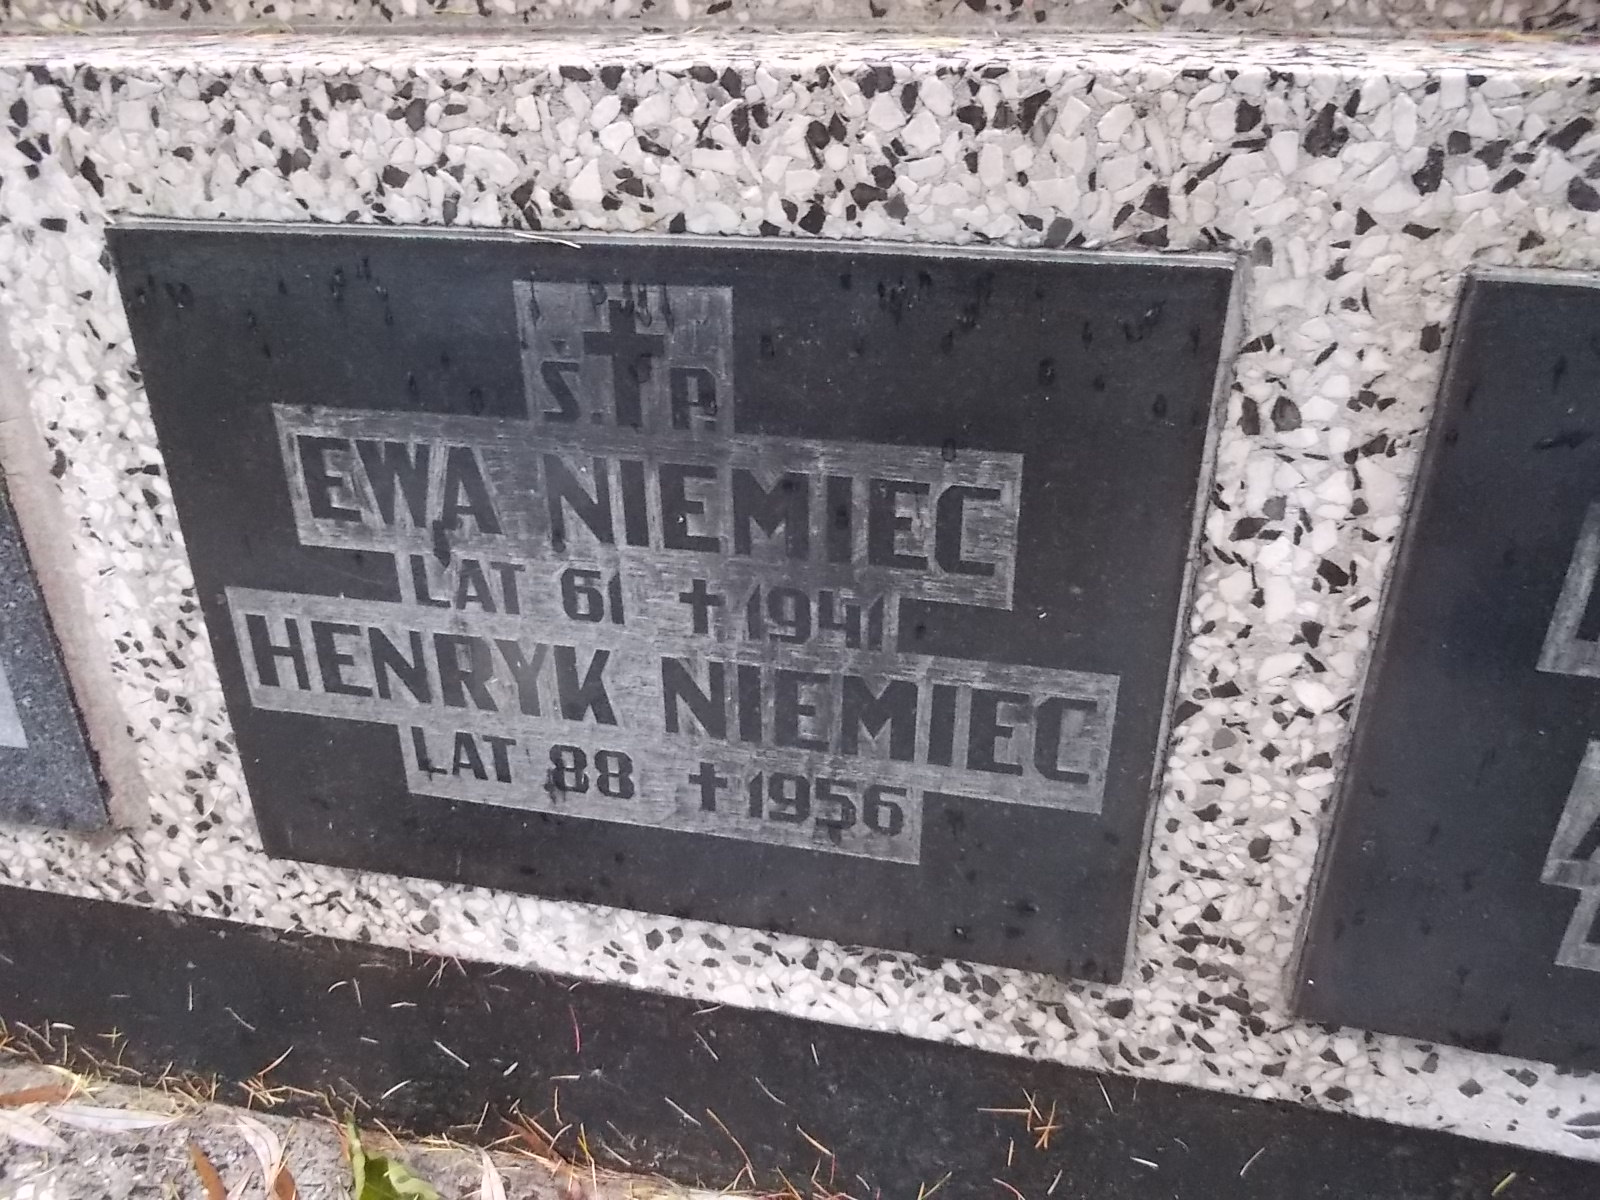 Ś. † P
EWA NIEMIEC
LAT 61 † 1941
HENRYK NIEMIEC
LAT 88 † 1956